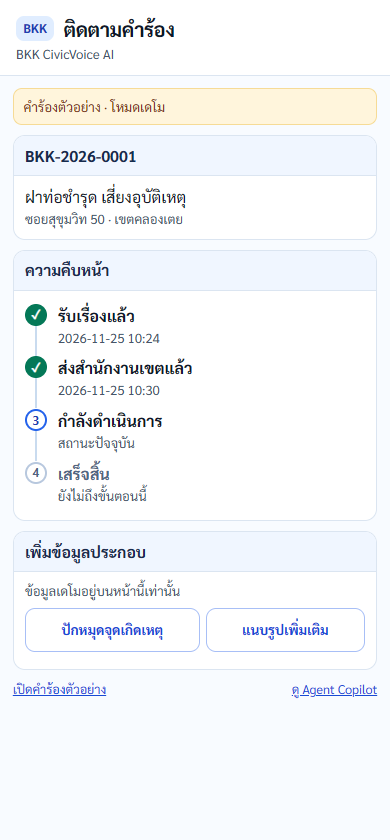 BKK ติดตามคำร้อง
BKK CivicVoice AI
คำร้องตัวอย่าง · โหมดเดโม
BKK-2026-0001
ฝาท่อชำรุด เสี่ยงอุบัติเหตุ
ซอยสุขุมวิท 50 · เขตคลองเตย
ความคืบหน้า
✓ รับเรื่องแล้ว
2026-11-25 10:24
✓ ส่งสำนักงานเขตแล้ว
2026-11-25 10:30
3 กำลังดำเนินการ
สถานะปัจจุบัน
4 เสร็จสิ้น
ยังไม่ถึงขั้นตอนนี้
เพิ่มข้อมูลประกอบ
ข้อมูลเดโมอยู่บนหน้านี้เท่านั้น
ปักหมุดจุดเกิดเหตุ แนบรูปเพิ่มเติม
เปิดคำร้องตัวอย่าง ดู Agent Copilot